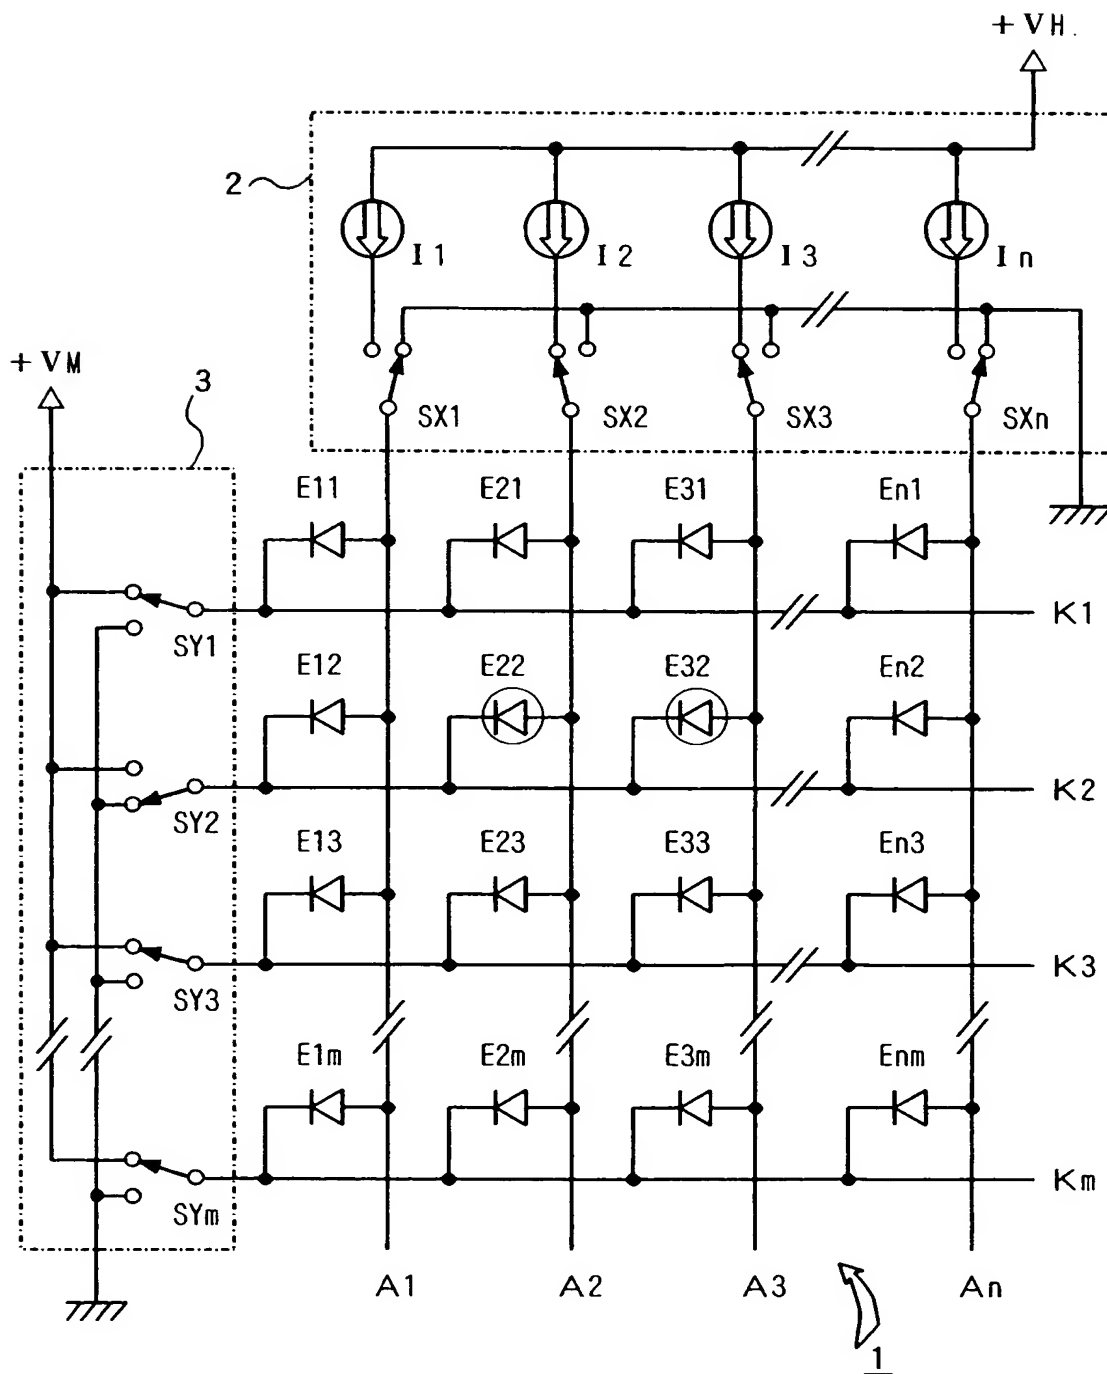 +VH.
2
I1 I2 I3 In
+VM
3
SX1 SX2 SX3 SXn
E11 E21 E31 En1
SY1
K1
E12 E22 E32 En2
SY2
K2
E13 E23 E33 En3
SY3
K3
E1m E2m E3m Enm
SYm
Km
A1 A2 A3 An
1